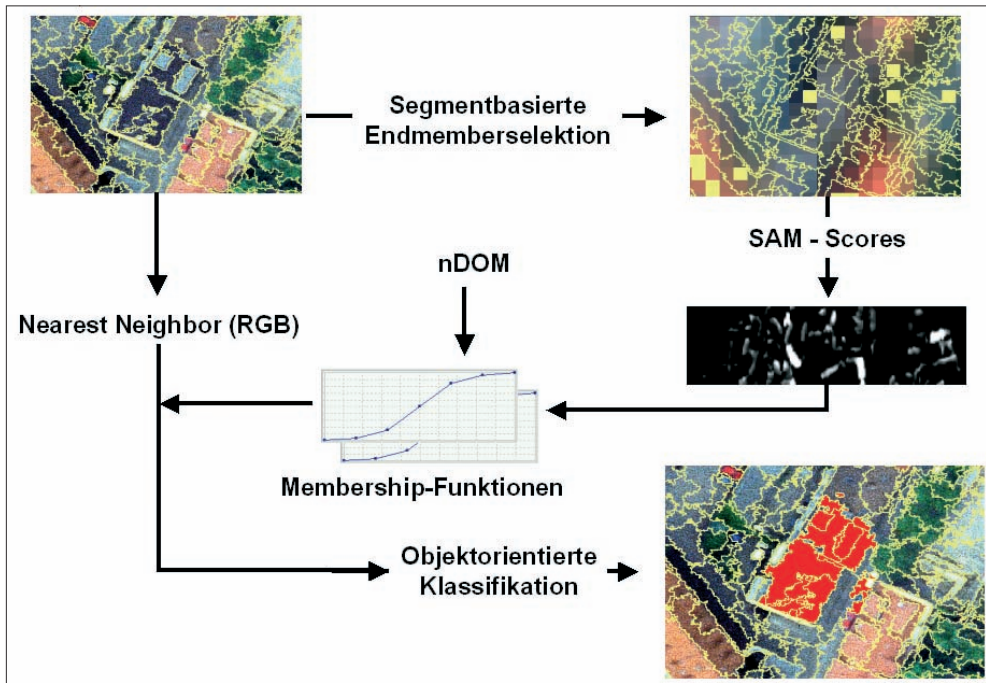 Segmentbasierte
Endmemberselektion
SAM - Scores
nDOM
Nearest Neighbor (RGB)
Membership-Funktionen
Objektorientierte
Klassifikation